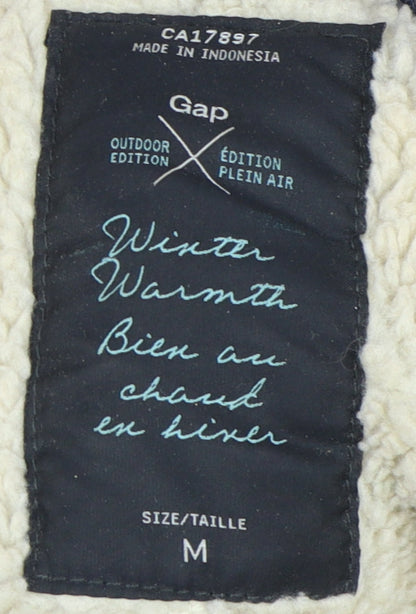 CA17897
MADE IN INDONESIA
Gap
OUTDOOR EDITION
ÉDITION PLEIN AIR
Winter
Warmth
Bien au
chaud
en hiver
SIZE/TAILLE
M